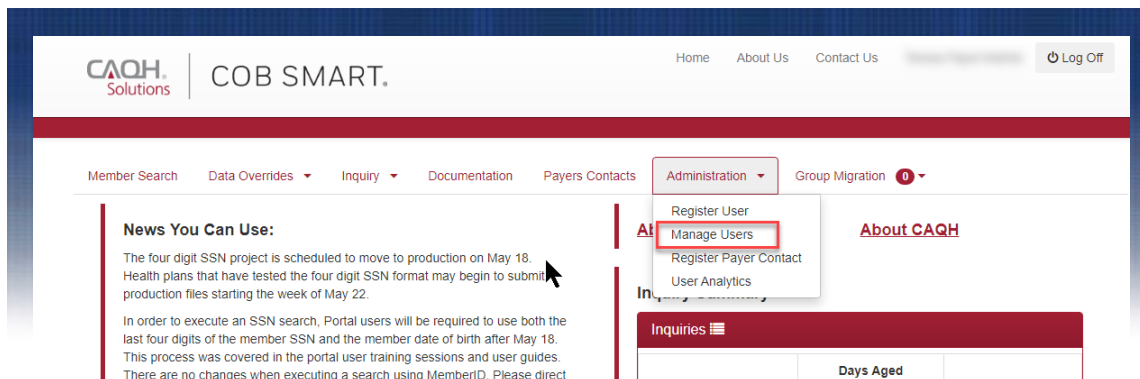 CAQH.
Solutions
COB SMART.
Home About Us Contact Us Log Off
Member Search Data Overrides Inquiry Documentation Payers Contacts Administration Group Migration 0
Register User
Manage Users
Register Payer Contact
User Analytics
News You Can Use:
The four digit SSN project is scheduled to move to production on May 18.
Health plans that have tested the four digit SSN format may begin to submit
production files starting the week of May 22.
In order to execute an SSN search, Portal users will be required to use both the
last four digits of the member SSN and the member date of birth after May 18.
This process was covered in the portal user training sessions and user guides.
There are no changes when executing a search using MemberID. Please direct
About CAQH
Inquiries
Days Aged